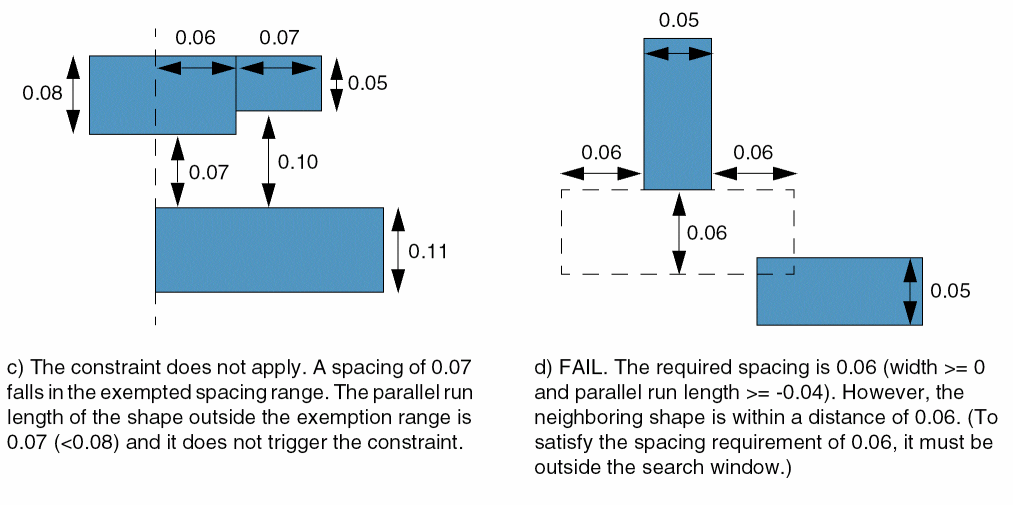 0.06
0.07
0.08
0.05
0.07
0.10
0.11
c) The constraint does not apply. A spacing of 0.07
falls in the exempted spacing range. The parallel run
length of the shape outside the exemption range is
0.07 (<0.08) and it does not trigger the constraint.
0.05
0.06
0.06
0.06
0.05
d) FAIL. The required spacing is 0.06 (width >= 0
and parallel run length >= -0.04). However, the
neighboring shape is within a distance of 0.06. (To
satisfy the spacing requirement of 0.06, it must be
outside the search window.)